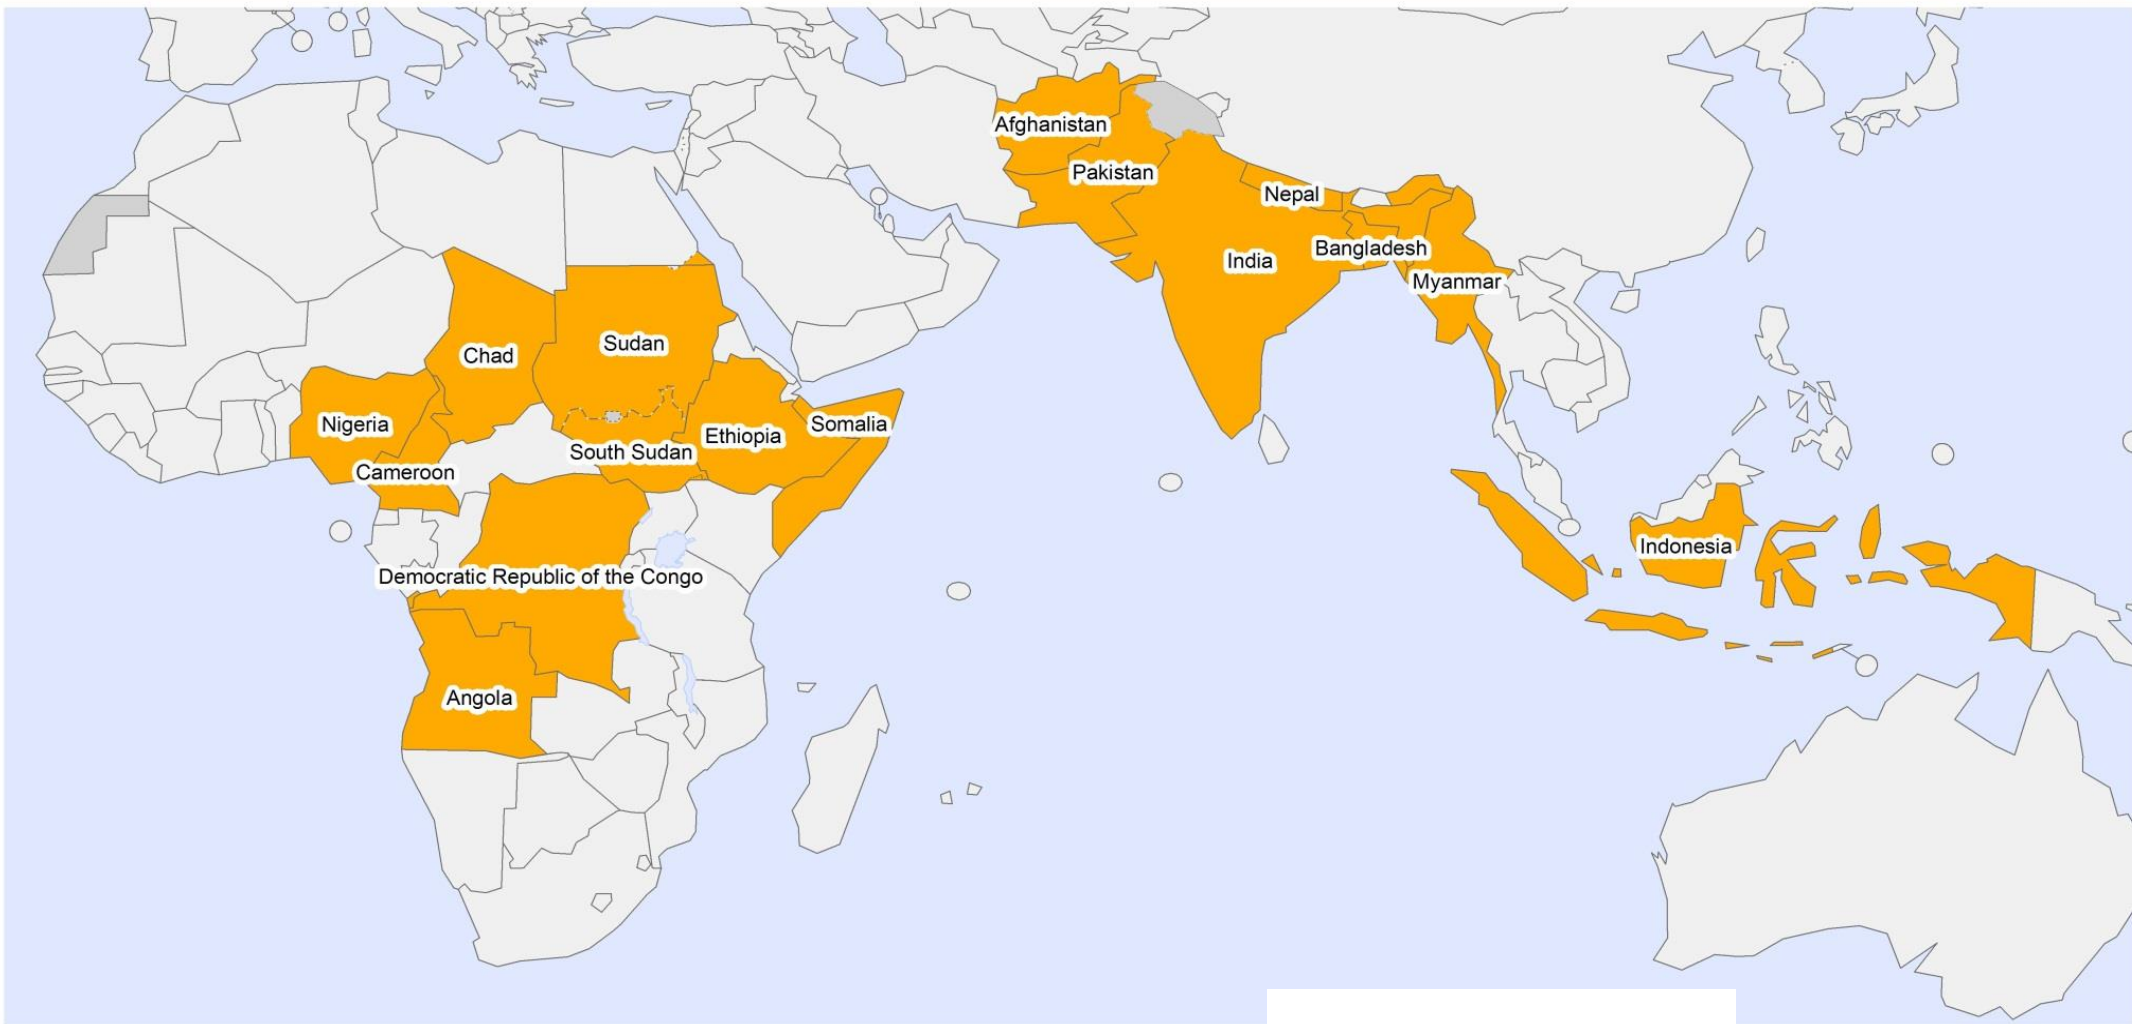 Afghanistan
Pakistan
Nepal
Bangladesh
India
Myanmar
Sudan
Chad
Nigeria
Somalia
Ethiopia
South Sudan
Cameroon
Indonesia
Democratic Republic of the Congo
Angola